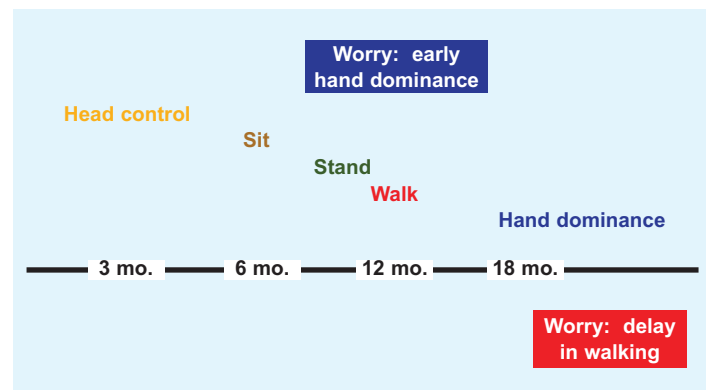 Worry: early
hand dominance
Head control
Sit
Stand
Walk
Hand dominance
3 mo. 6 mo. 12 mo. 18 mo.
Worry: delay
in walking